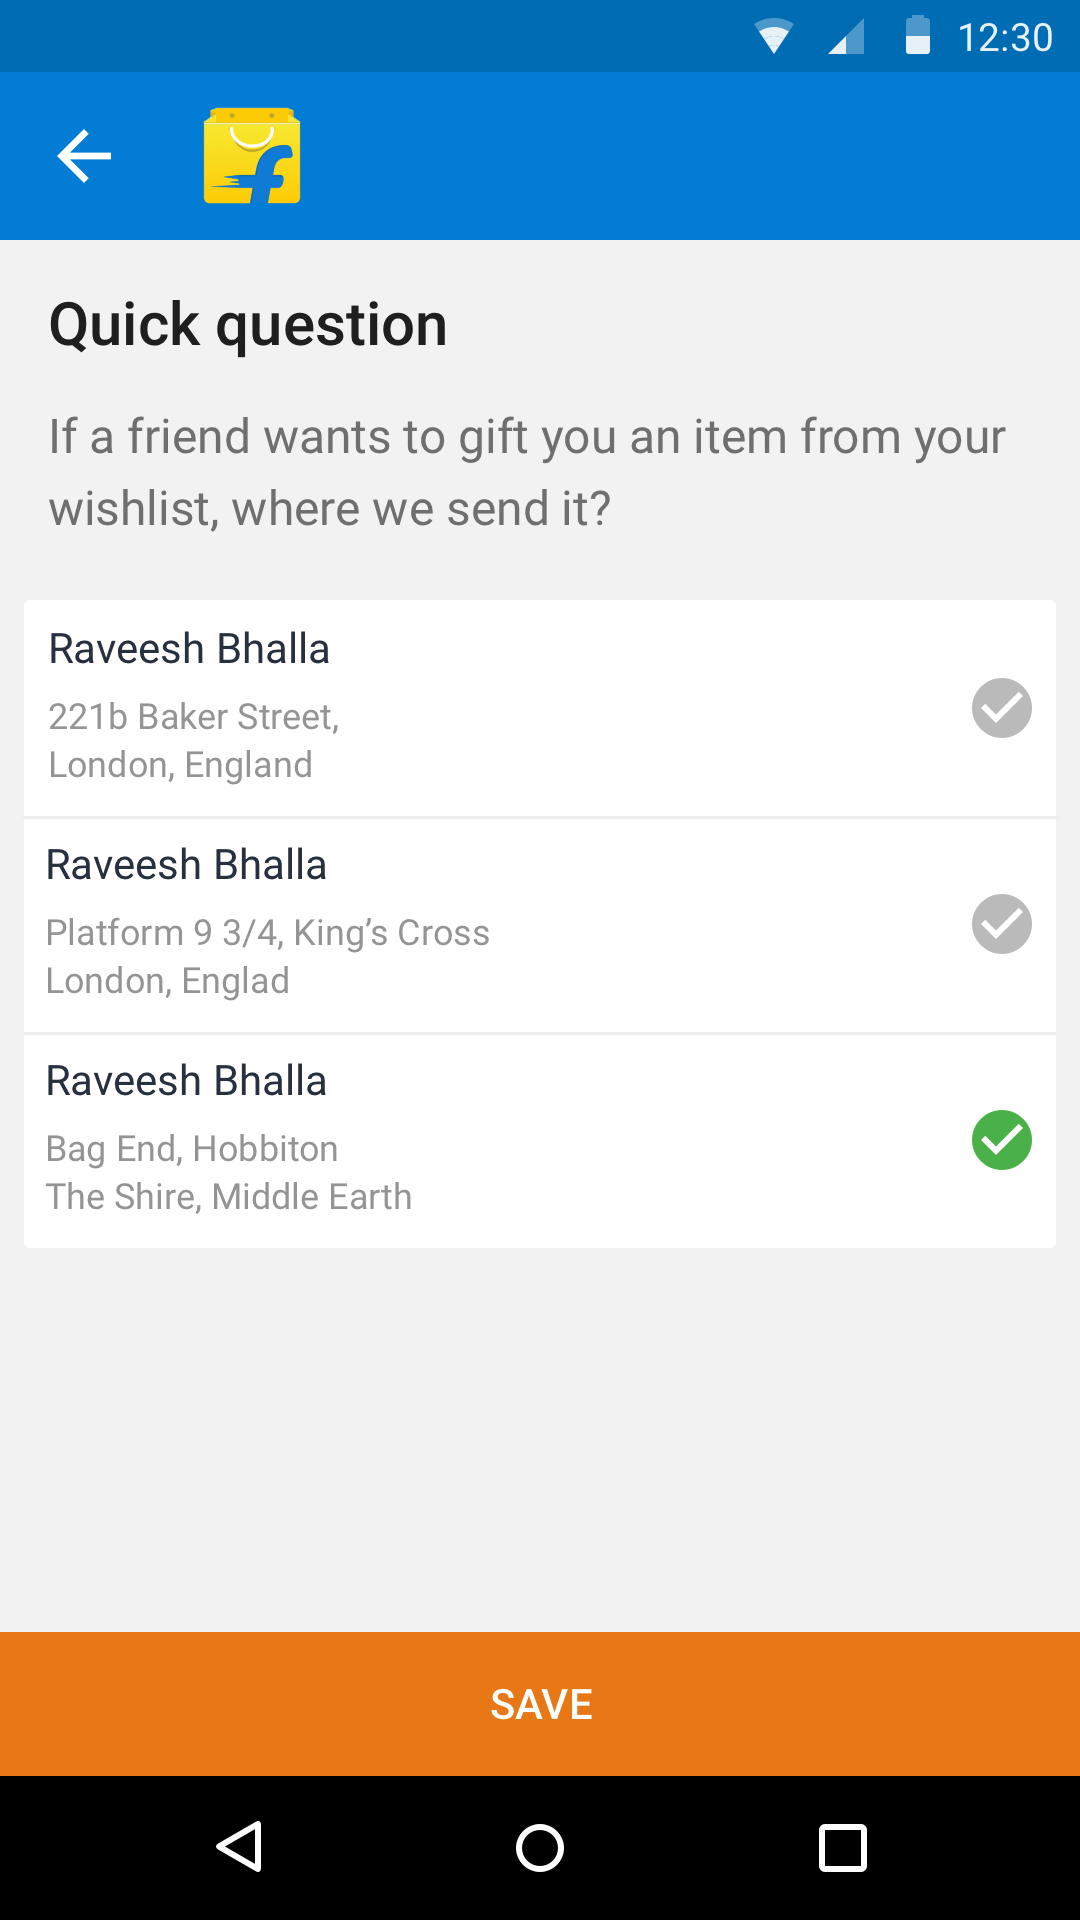 12:30
f
Quick question
If a friend wants to gift you an item from your
wishlist, where we send it?
Raveesh Bhalla
221b Baker Street,
London, England
Raveesh Bhalla
Platform 9 3/4, King’s Cross
London, Englad
Raveesh Bhalla
Bag End, Hobbiton
The Shire, Middle Earth
SAVE